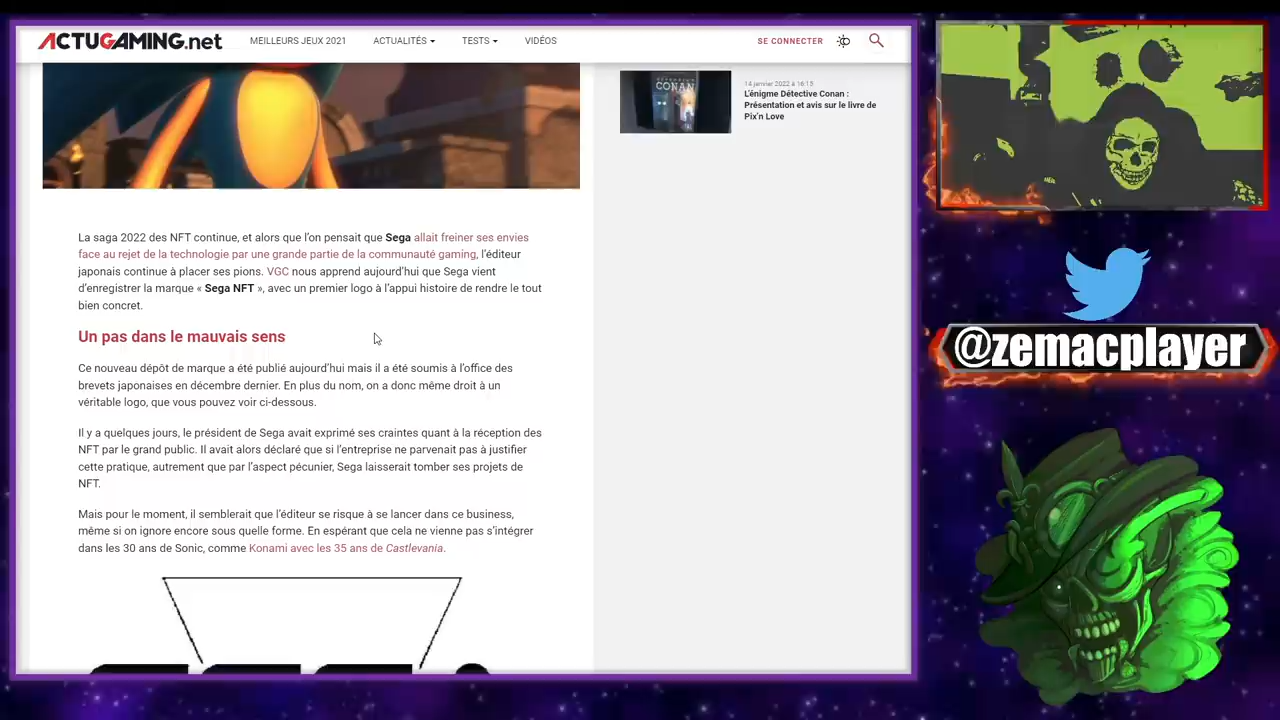 ACTUGAMING.net
MEILLEURS JEUX 2021
ACTUALITÉS
TESTS
VIDÉOS
SE CONNECTER
14 janvier 2022 à 16:15
L'énigme Détective Conan :
Présentation et avis sur le livre de
Pix'n Love
CONAN
La saga 2022 des NFT continue, et alors que l'on pensait que Sega allait freiner ses envies
face au rejet de la technologie par une grande partie de la communauté gaming, l'éditeur
japonais continue à placer ses pions. VGC nous apprend aujourd'hui que Sega vient
d'enregistrer la marque « Sega NFT », avec un premier logo à l'appui histoire de rendre le tout
bien concret.
Un pas dans le mauvais sens
Ce nouveau dépôt de marque a été publié aujourd'hui mais il a été soumis à l'office des
brevets japonaises en décembre dernier. En plus du nom, on a donc même droit à un
véritable logo, que vous pouvez voir ci-dessous.
Il y a quelques jours, le président de Sega avait exprimé ses craintes quant à la réception des
NFT par le grand public. Il avait alors déclaré que si l'entreprise ne parvenait pas à justifier
cette pratique, autrement que par l'aspect pécunier, Sega laisserait tomber ses projets de
NFT.
Mais pour le moment, il semblerait que l'éditeur se risque à se lancer dans ce business,
même si on ignore encore sous quelle forme. En espérant que cela ne vienne pas s'intégrer
dans les 30 ans de Sonic, comme Konami avec les 35 ans de Castlevania.
@zemacplayer